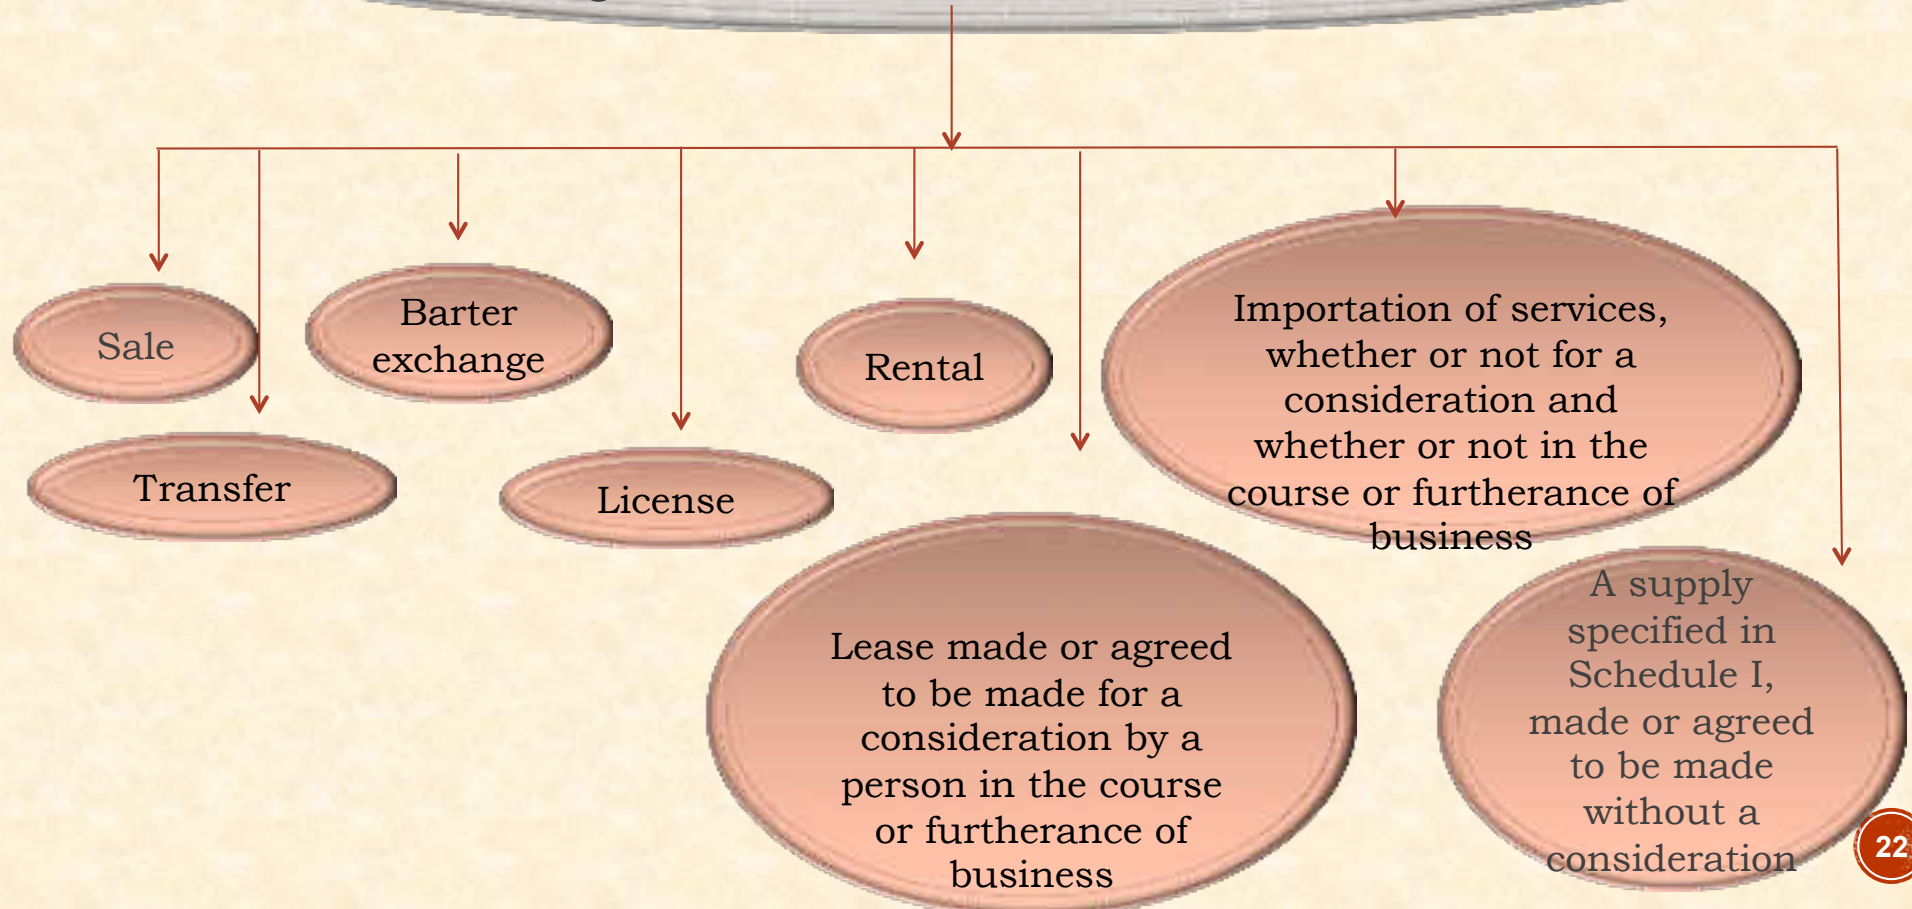 Sale
Transfer
Barter
exchange
License
Rental
Lease made or agreed
to be made for a
consideration by a
person in the course
or furtherance of
business
Importation of services,
whether or not for a
consideration and
whether or not in the
course or furtherance of
business
A supply
specified in
Schedule I,
made or agreed
to be made
without a
consideration
22